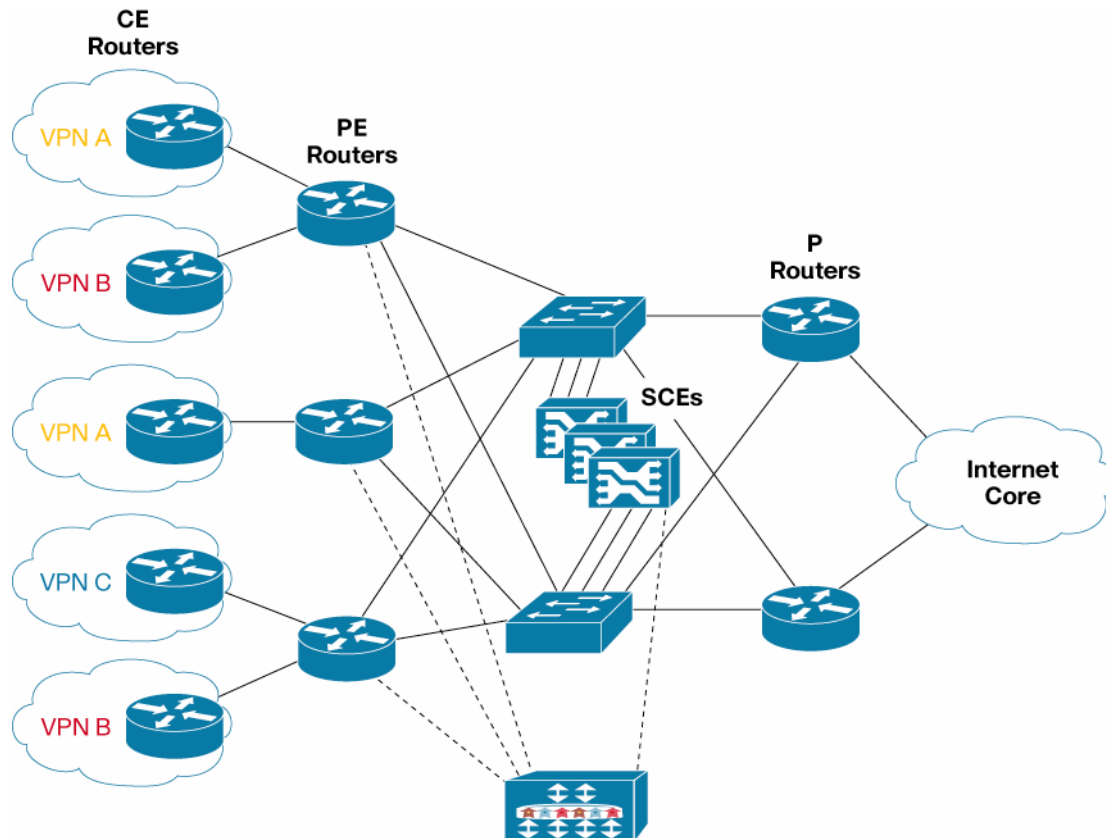 CE
Routers
VPN A
PE
Routers
VPN B
P
Routers
VPN A
SCEs
Internet
Core
VPN C
VPN B